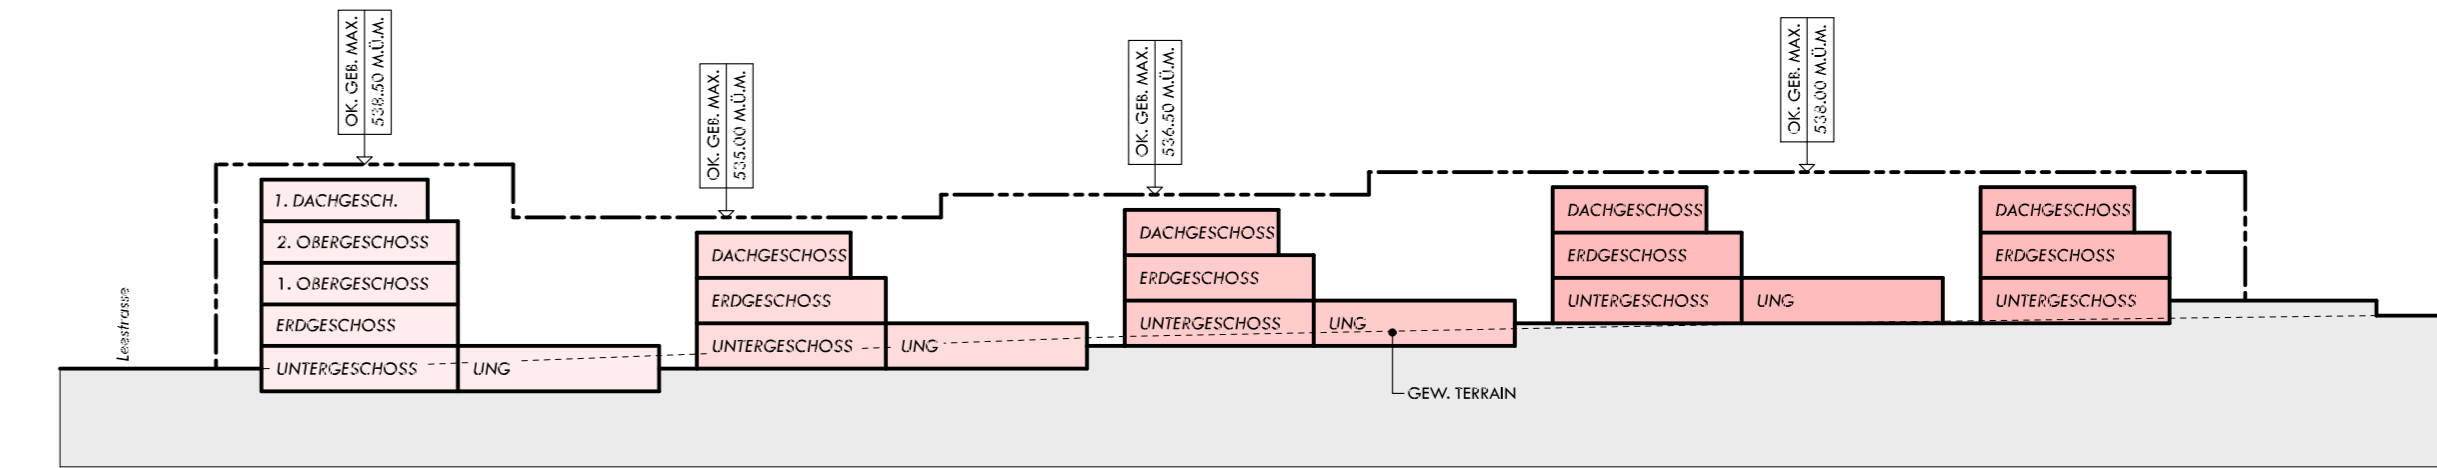 OK. GEB. MAX.
538.50 M.Ü.M.
OK. GEB. MAX.
535.00 M.Ü.M.
OK. GEB. MAX.
536.50 M.Ü.M.
OK. GEB. MAX.
538.00 M.Ü.M.
Leestrasse
1. DACHGESCH.
2. OBERGESCHOSS
1. OBERGESCHOSS
ERDGESCHOSS
UNTERGESCHOSS
UNG
DACHGESCHOSS
ERDGESCHOSS
UNTERGESCHOSS
UNG
DACHGESCHOSS
ERDGESCHOSS
UNTERGESCHOSS
UNG
DACHGESCHOSS
ERDGESCHOSS
UNTERGESCHOSS
UNG
DACHGESCHOSS
ERDGESCHOSS
UNTERGESCHOSS
GEW. TERRAIN